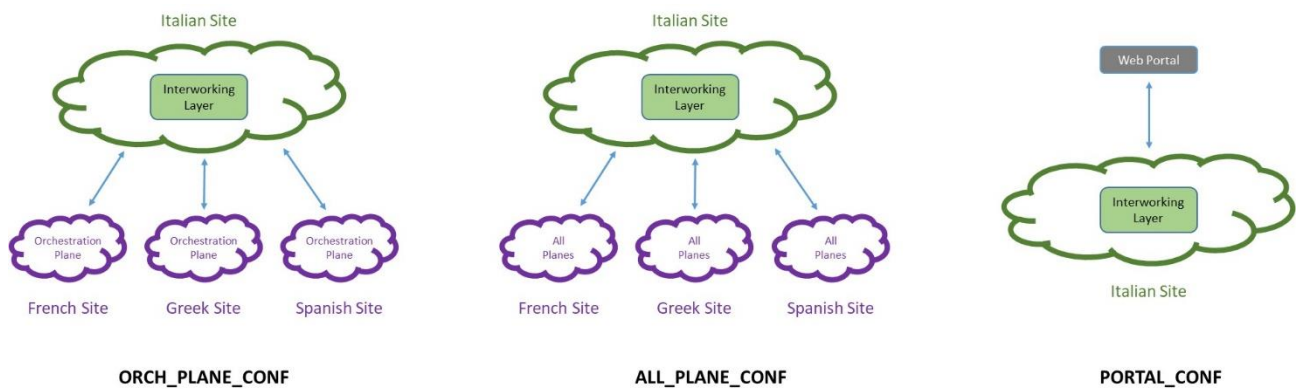 Italian Site
Interworking
Layer
Orchestration
Plane
Orchestration
Plane
Orchestration
Plane
French Site
Greek Site
Spanish Site
ORCH_PLANE_CONF
Italian Site
Interworking
Layer
All
Planes
All
Planes
All
Planes
French Site
Greek Site
Spanish Site
ALL_PLANE_CONF
Web Portal
Interworking
Layer
Italian Site
PORTAL_CONF